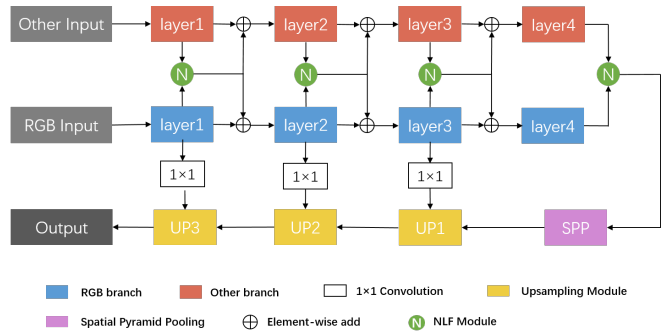 Other Input layer1 layer2 layer3 layer4
N N N N
RGB Input layer1 layer2 layer3 layer4
1×1 1×1 1×1
Output UP3 UP2 UP1 SPP
RGB branch Other branch 1×1 Convolution Upsampling Module
Spatial Pyramid Pooling Element-wise add N NLF Module